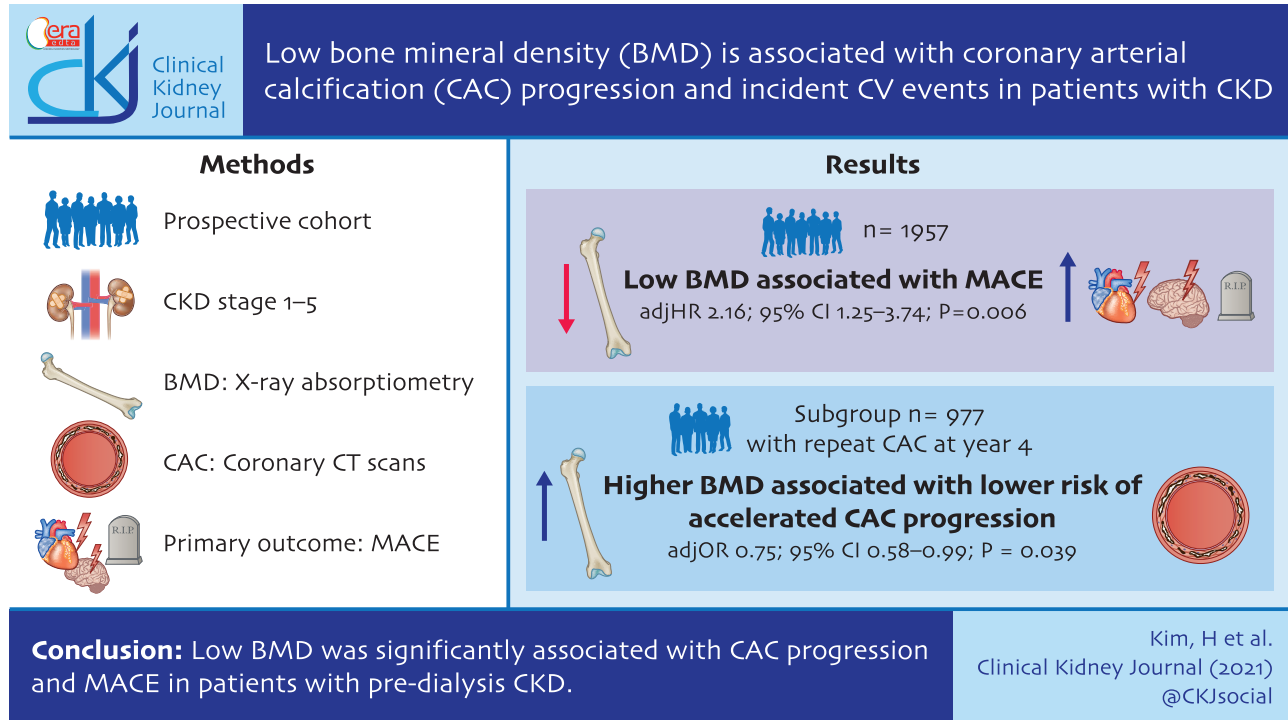 era
edta
ckj
Clinical
Kidney
Journal
Low bone mineral density (BMD) is associated with coronary arterial
calcification (CAC) progression and incident CV events in patients with CKD
Methods
Prospective cohort
CKD stage 1–5
BMD: X-ray absorptiometry
CAC: Coronary CT scans
R.I.P.
Primary outcome: MACE
Results
n= 1957
Low BMD associated with MACE
adjHR 2.16; 95% CI 1.25–3.74; P=0.006
R.I.P.
Subgroup n= 977
with repeat CAC at year 4
Higher BMD associated with lower risk of
accelerated CAC progression
adjOR 0.75; 95% CI 0.58–0.99; P = 0.039
Conclusion: Low BMD was significantly associated with CAC progression
and MACE in patients with pre-dialysis CKD.
Kim, H et al.
Clinical Kidney Journal (2021)
@CKJsocial